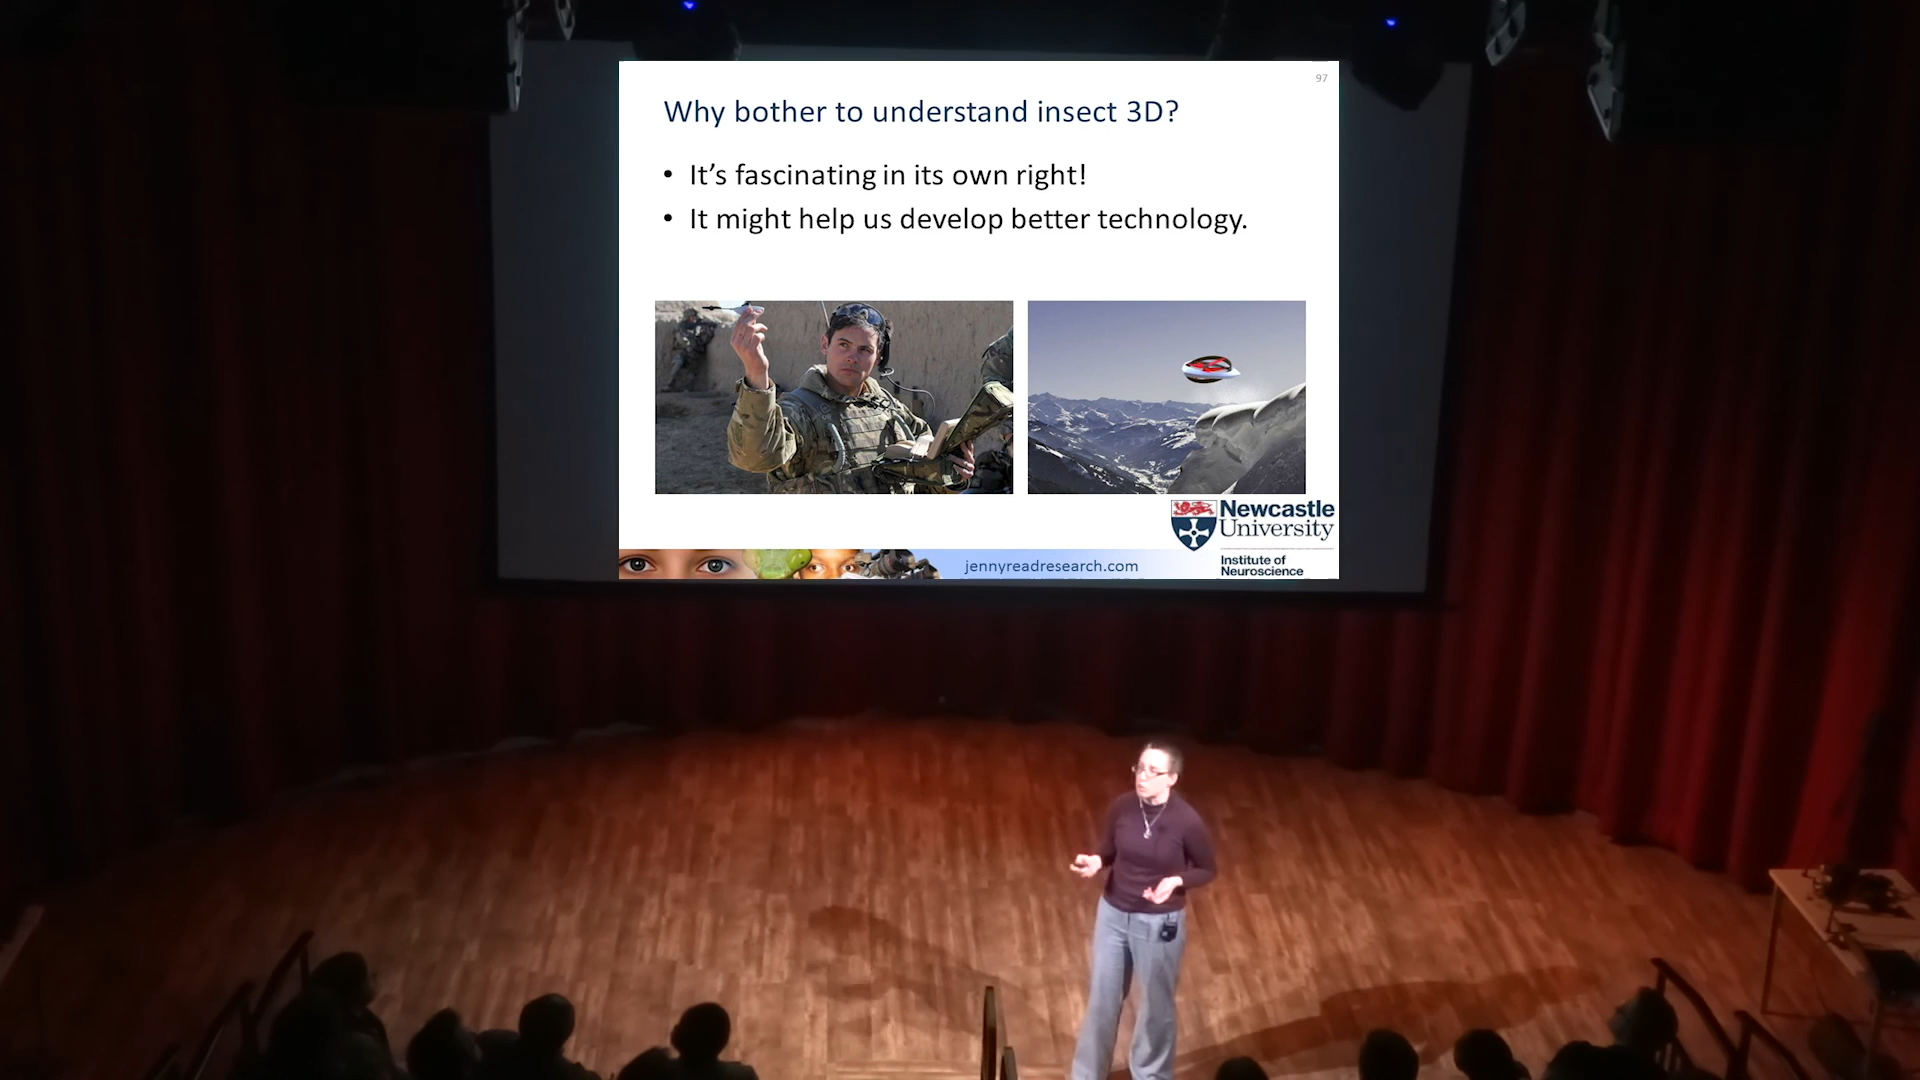 97
Why bother to understand insect 3D?
• It’s fascinating in its own right!
• It might help us develop better technology.
Newcastle
University
jennyreadresearch.com
Institute of
Neuroscience